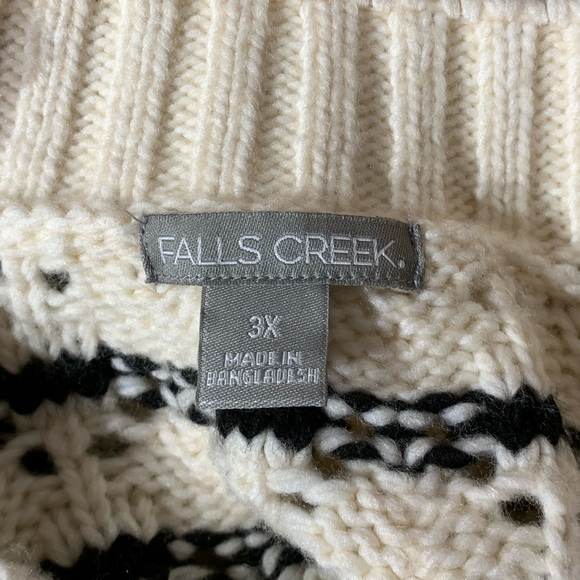 FALLS CREEK.
3X
MADE IN
BANGLADESH